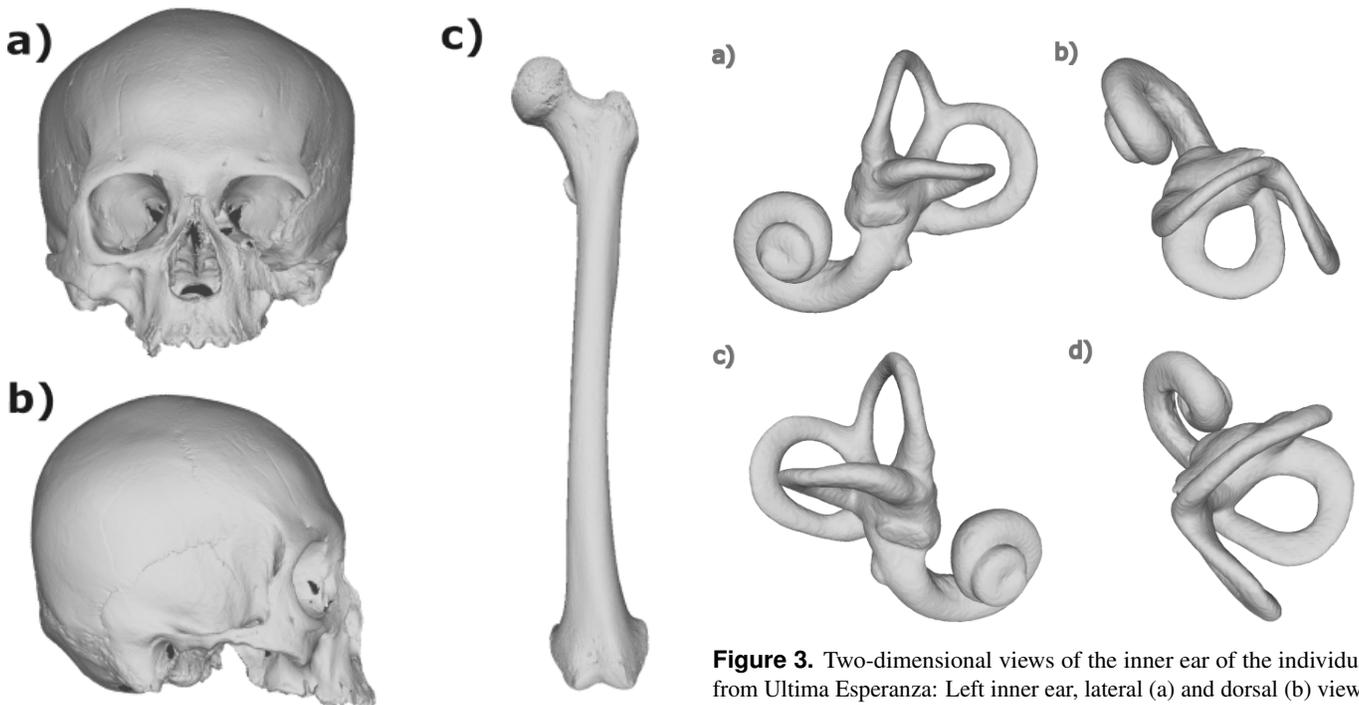 a)
b)
c)
a)
b)
c)
d)
Figure 3. Two-dimensional views of the inner ear of the individu
from Ultima Esperanza: Left inner ear, lateral (a) and dorsal (b) view